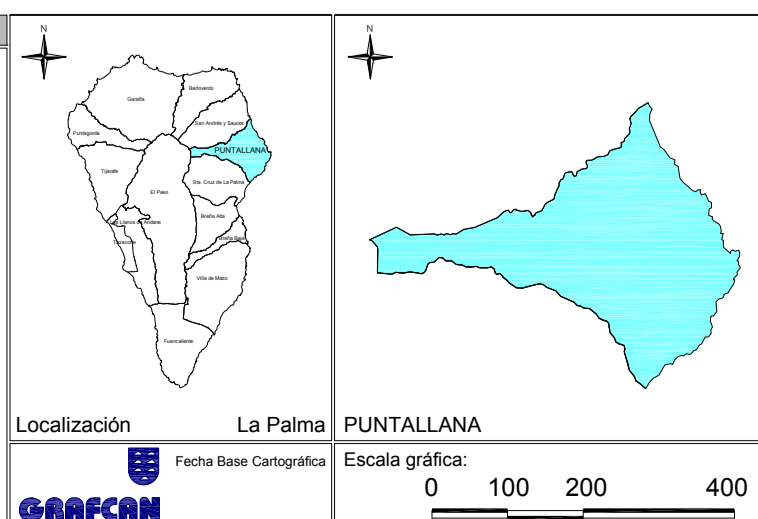 N
N
Garafía
Barlovento
San Andrés y Sauces
Puntagorda
PUNTALLANA
Tijarafe
Sta. Cruz de La Palma
El Paso
Breña Alta
Los Llanos de Aridane
Breña Baja
Tazacorte
Villa de Mazo
Fuencaliente
Localización La Palma
PUNTALLANA
Fecha Base Cartográfica
Escala gráfica:
GRAFCAN
0 100 200 400